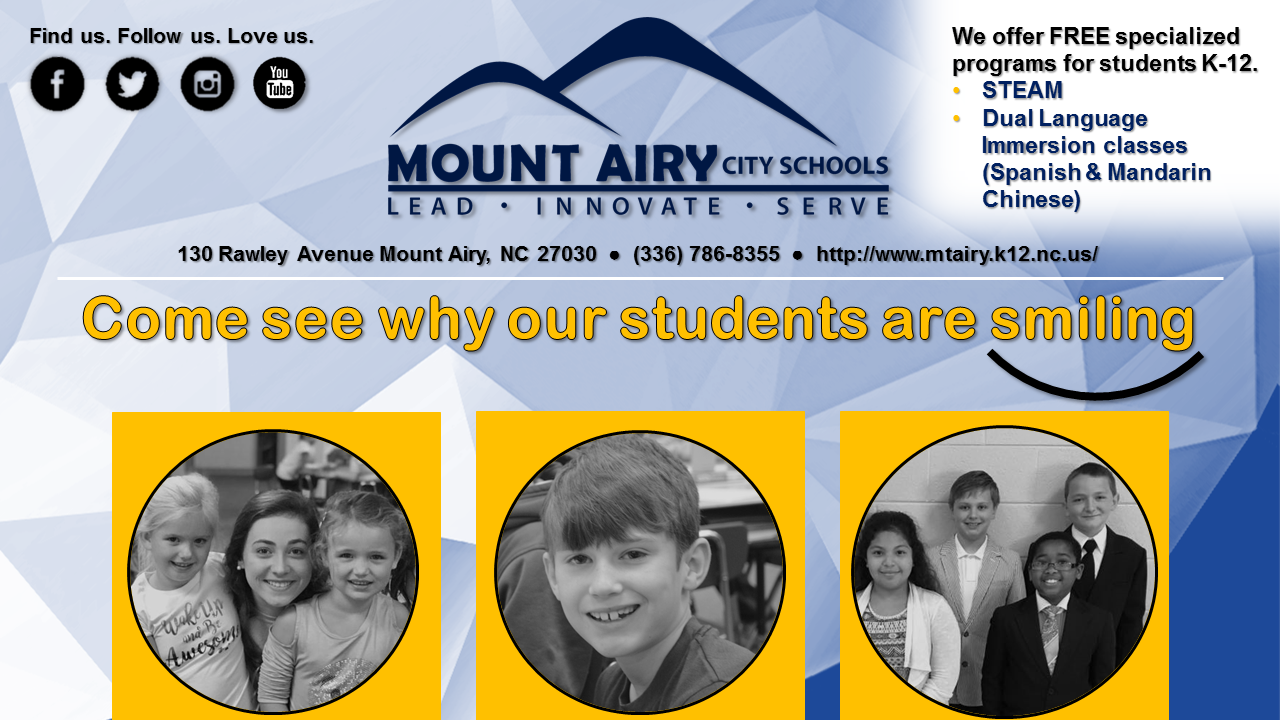 Find us. Follow us. Love us.
You
Tube
MOUNT AIRY CITY SCHOOLS
LEAD • INNOVATE • SERVE
We offer FREE specialized
programs for students K-12.
• STEAM
• Dual Language
Immersion classes
(Spanish & Mandarin
Chinese)
130 Rawley Avenue Mount Airy, NC 27030 ● (336) 786-8355 ● http://www.mtairy.k12.nc.us/
Come see why our students are smiling
Wake Up
and Be
Awesome